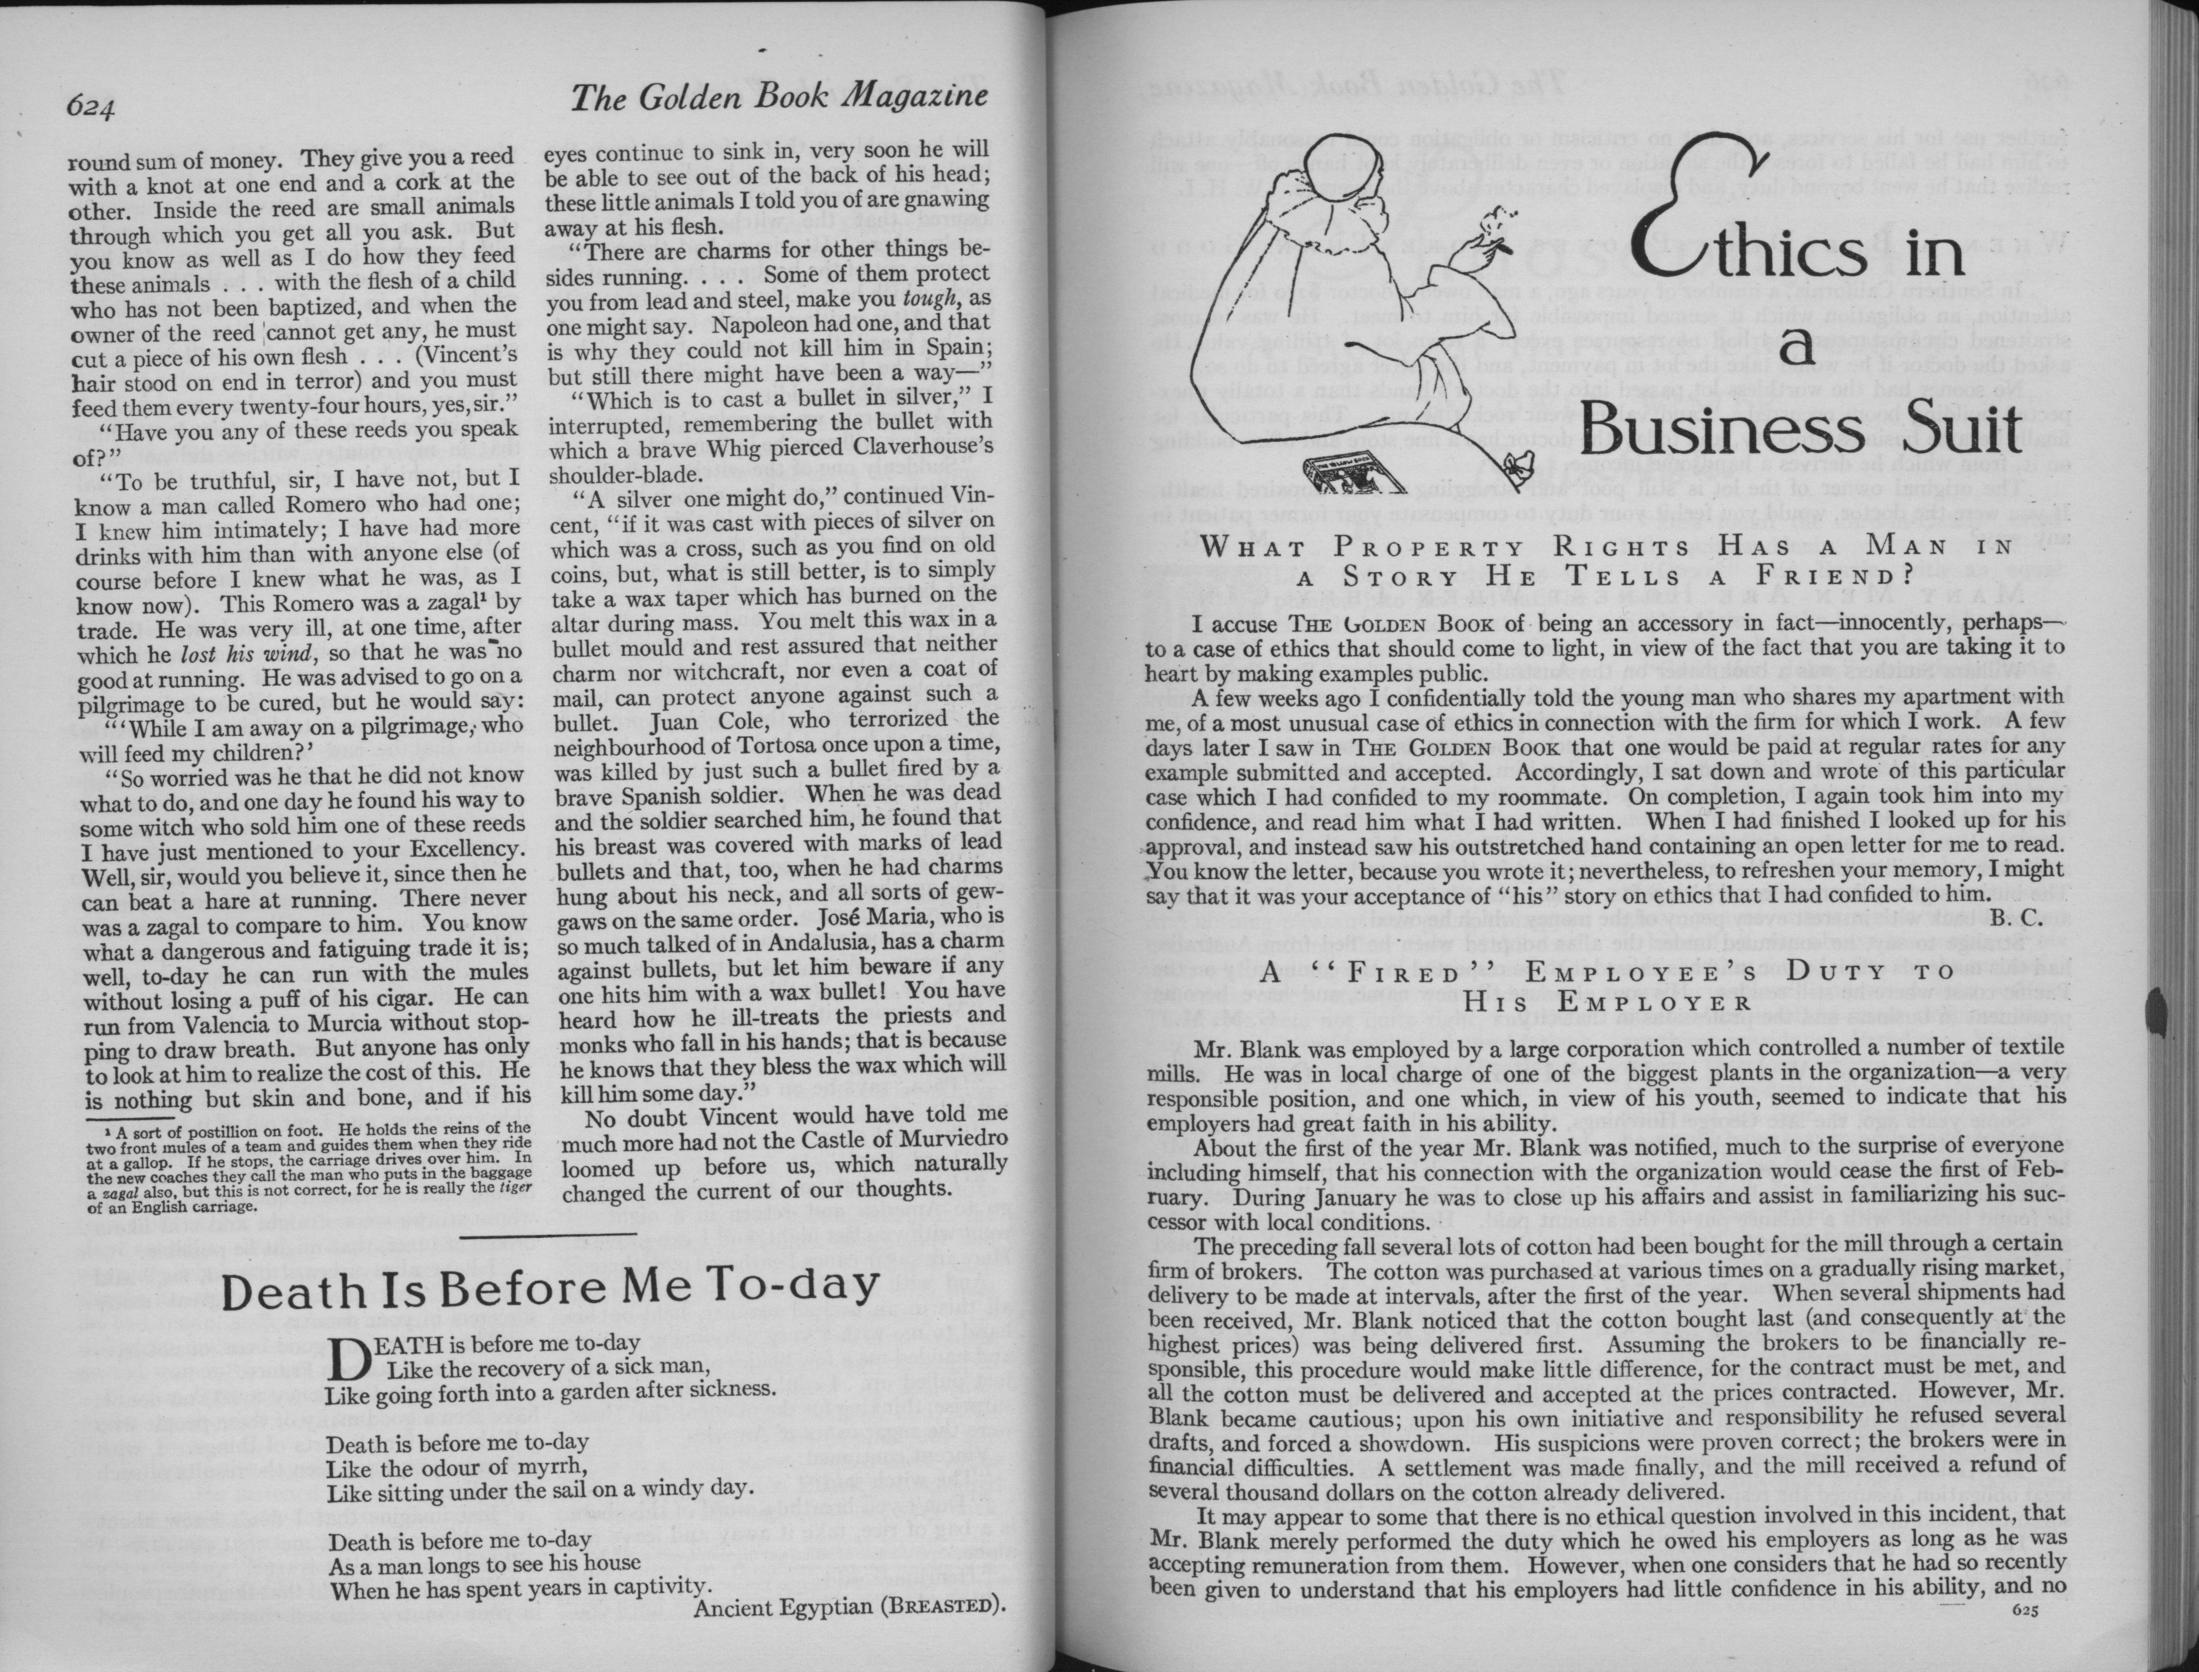 624
The Golden Book Magazine
round sum of money. They give you a reed
with a knot at one end and a cork at the
other. Inside the reed are small animals
through which you get all you ask. But
you know as well as I do how they feed
these animals . . . with the flesh of a child
who has not been baptized, and when the
owner of the reed cannot get any, he must
cut a piece of his own flesh . . . (Vincent's
hair stood on end in terror) and you must
feed them every twenty-four hours, yes, sir."
"Have you any of these reeds you speak
of?"
"To be truthful, sir, I have not, but I
know a man called Romero who had one;
I knew him intimately; I have had more
drinks with him than with anyone else (of
course before I knew what he was, as I
know now). This Romero was a zagal¹ by
trade. He was very ill, at one time, after
which he lost his wind, so that he was no
good at running. He was advised to go on a
pilgrimage to be cured, but he would say:
"'While I am away on a pilgrimage, who
will feed my children?'
"So worried was he that he did not know
what to do, and one day he found his way to
some witch who sold him one of these reeds
I have just mentioned to your Excellency.
Well, sir, would you believe it, since then he
can beat a hare at running. There never
was a zagal to compare to him. You know
what a dangerous and fatiguing trade it is;
well, to-day he can run with the mules
without losing a puff of his cigar. He can
run from Valencia to Murcia without stop-
ping to draw breath. But anyone has only
to look at him to realize the cost of this. He
is nothing but skin and bone, and if his
¹ A sort of postillion on foot. He holds the reins of the
two front mules of a team and guides them when they ride
at a gallop. If he stops, the carriage drives over him. In
the new coaches they call the man who puts in the baggage
a zagal also, but this is not correct, for he is really the tiger
of an English carriage.
eyes continue to sink in, very soon he will
be able to see out of the back of his head;
these little animals I told you of are gnawing
away at his flesh.
"There are charms for other things be-
sides running. . . . Some of them protect
you from lead and steel, make you tough, as
one might say. Napoleon had one, and that
is why they could not kill him in Spain;
but still there might have been a way—"
"Which is to cast a bullet in silver," I
interrupted, remembering the bullet with
which a brave Whig pierced Claverhouse's
shoulder-blade.
"A silver one might do," continued Vin-
cent, "if it was cast with pieces of silver on
which was a cross, such as you find on old
coins, but, what is still better, is to simply
take a wax taper which has burned on the
altar during mass. You melt this wax in a
bullet mould and rest assured that neither
charm nor witchcraft, nor even a coat of
mail, can protect anyone against such a
bullet. Juan Cole, who terrorized the
neighbourhood of Tortosa once upon a time,
was killed by just such a bullet fired by a
brave Spanish soldier. When he was dead
and the soldier searched him, he found that
his breast was covered with marks of lead
bullets and that, too, when he had charms
hung about his neck, and all sorts of gew-
gaws on the same order. José Maria, who is
so much talked of in Andalusia, has a charm
against bullets, but let him beware if any
one hits him with a wax bullet! You have
heard how he ill-treats the priests and
monks who fall in his hands; that is because
he knows that they bless the wax which will
kill him some day."
No doubt Vincent would have told me
much more had not the Castle of Murviedro
loomed up before us, which naturally
changed the current of our thoughts.
Death Is Before Me To-day
DEATH is before me to-day
Like the recovery of a sick man,
Like going forth into a garden after sickness.
Death is before me to-day
Like the odour of myrrh,
Like sitting under the sail on a windy day.
Death is before me to-day
As a man longs to see his house
When he has spent years in captivity.
Ancient Egyptian (BREASTED).
Ethics in
a
Business Suit
WHAT PROPERTY RIGHTS HAS A MAN IN
A STORY HE TELLS A FRIEND?
I accuse THE GOLDEN BOOK of being an accessory in fact—innocently, perhaps—
to a case of ethics that should come to light, in view of the fact that you are taking it to
heart by making examples public.
A few weeks ago I confidentially told the young man who shares my apartment with
me, of a most unusual case of ethics in connection with the firm for which I work. A few
days later I saw in THE GOLDEN BOOK that one would be paid at regular rates for any
example submitted and accepted. Accordingly, I sat down and wrote of this particular
case which I had confided to my roommate. On completion, I again took him into my
confidence, and read him what I had written. When I had finished I looked up for his
approval, and instead saw his outstretched hand containing an open letter for me to read.
You know the letter, because you wrote it; nevertheless, to refreshen your memory, I might
say that it was your acceptance of "his" story on ethics that I had confided to him.
B. C.
A "FIRED" EMPLOYEE'S DUTY TO
HIS EMPLOYER
Mr. Blank was employed by a large corporation which controlled a number of textile
mills. He was in local charge of one of the biggest plants in the organization—a very
responsible position, and one which, in view of his youth, seemed to indicate that his
employers had great faith in his ability.
About the first of the year Mr. Blank was notified, much to the surprise of everyone
including himself, that his connection with the organization would cease the first of Feb-
ruary. During January he was to close up his affairs and assist in familiarizing his suc-
cessor with local conditions.
The preceding fall several lots of cotton had been bought for the mill through a certain
firm of brokers. The cotton was purchased at various times on a gradually rising market,
delivery to be made at intervals, after the first of the year. When several shipments had
been received, Mr. Blank noticed that the cotton bought last (and consequently at the
highest prices) was being delivered first. Assuming the brokers to be financially re-
sponsible, this procedure would make little difference, for the contract must be met, and
all the cotton must be delivered and accepted at the prices contracted. However, Mr.
Blank became cautious; upon his own initiative and responsibility he refused several
drafts, and forced a showdown. His suspicions were proven correct; the brokers were in
financial difficulties. A settlement was made finally, and the mill received a refund of
several thousand dollars on the cotton already delivered.
It may appear to some that there is no ethical question involved in this incident, that
Mr. Blank merely performed the duty which he owed his employers as long as he was
accepting remuneration from them. However, when one considers that he had so recently
been given to understand that his employers had little confidence in his ability, and no
625